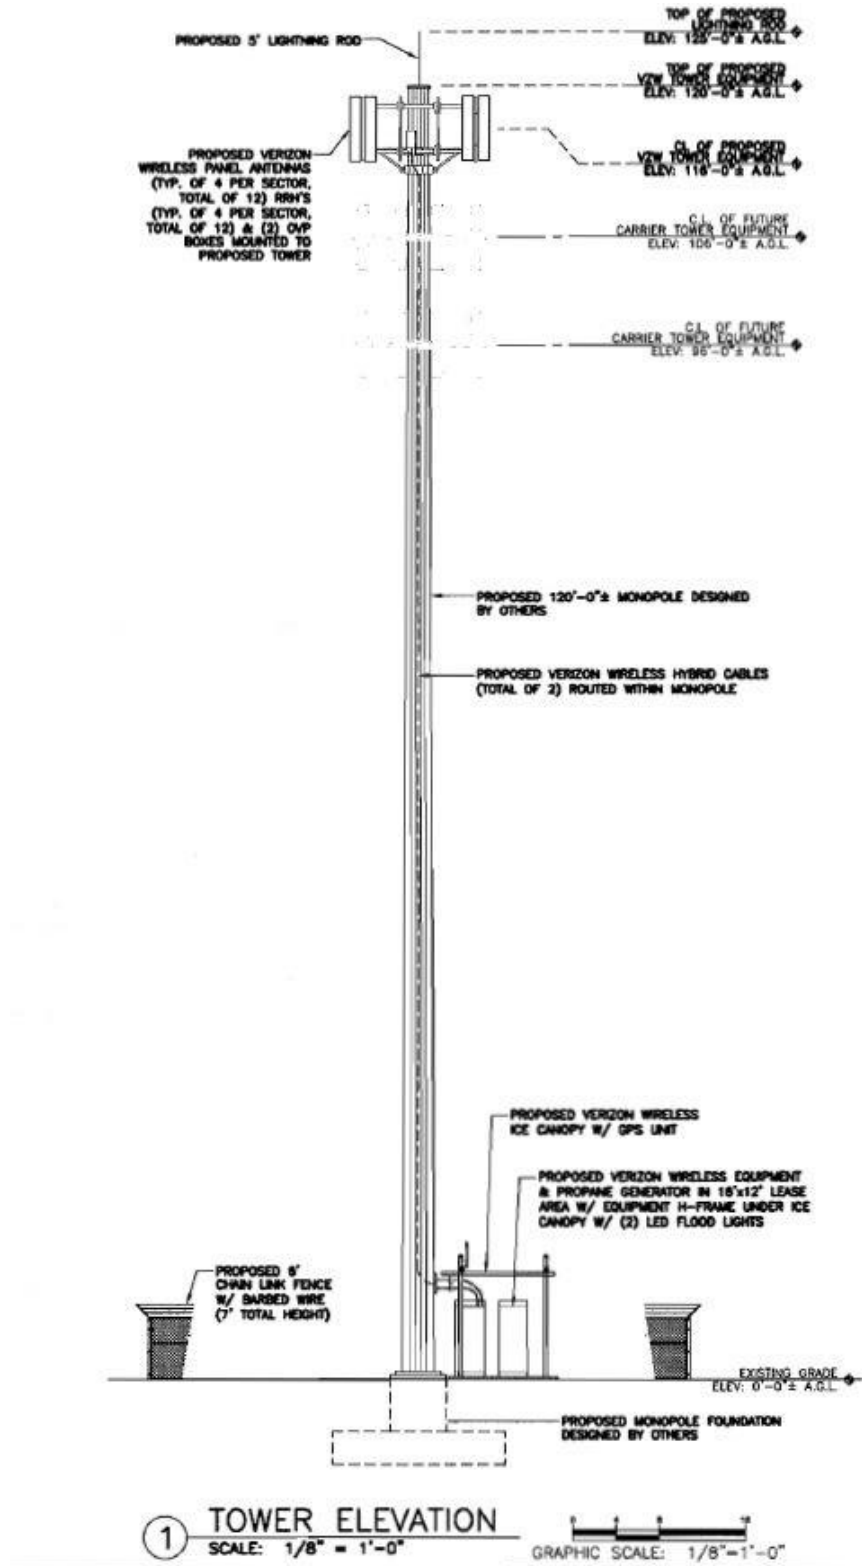 TOP OF PROPOSED
LIGHTNING ROD
ELEV: 125'-0"± A.G.L.
PROPOSED 5' LIGHTNING ROD
TOP OF PROPOSED
VZW TOWER EQUIPMENT
ELEV: 120'-0"± A.G.L.
PROPOSED VERIZON
WIRELESS PANEL ANTENNAS
(TYP. OF 4 PER SECTOR,
TOTAL OF 12) RRH'S
(TYP. OF 4 PER SECTOR,
TOTAL OF 12) & (2) OVP
BOXES MOUNTED TO
PROPOSED TOWER
CL OF PROPOSED
VZW TOWER EQUIPMENT
ELEV: 116'-0"± A.G.L.
C.L. OF FUTURE
CARRIER TOWER EQUIPMENT
ELEV: 106'-0"± A.G.L.
C.L. OF FUTURE
CARRIER TOWER EQUIPMENT
ELEV: 96'-0"± A.G.L.
PROPOSED 120'-0"± MONOPOLE DESIGNED
BY OTHERS
PROPOSED VERIZON WIRELESS HYBRID CABLES
(TOTAL OF 2) ROUTED WITHIN MONOPOLE
PROPOSED VERIZON WIRELESS
ICE CANOPY W/ GPS UNIT
PROPOSED VERIZON WIRELESS EQUIPMENT
& PROPANE GENERATOR IN LEASE
AREA W/ EQUIPMENT H-FRAME UNDER ICE
CANOPY W/ (2) LED FLOOD LIGHTS
PROPOSED 6'
CHAIN LINK FENCE
W/ BARBED WIRE
(7' TOTAL HEIGHT)
EXISTING GRADE
ELEV: 0'-0"± A.G.L.
PROPOSED MONOPOLE FOUNDATION
DESIGNED BY OTHERS
1 TOWER ELEVATION
SCALE: 1/8" = 1'-0"
GRAPHIC SCALE: 1/8"=1'-0"